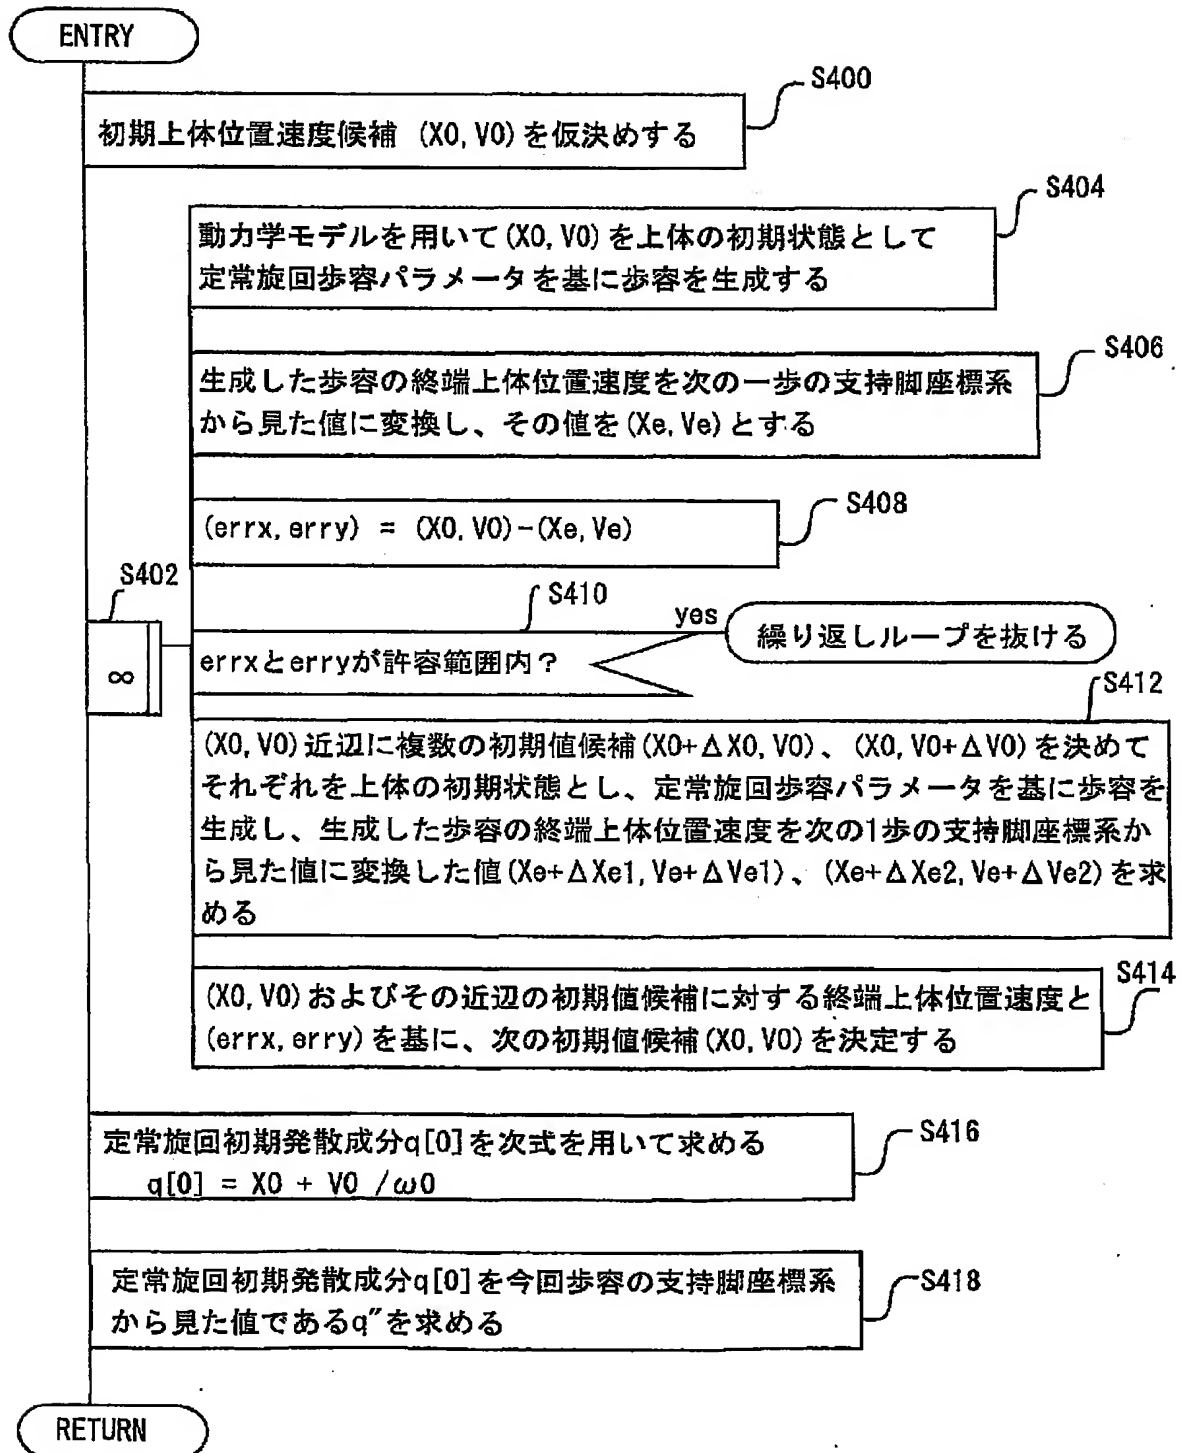 ENTRY
S400
初期上体位置速度候補 (X0, V0)を仮決めする
S404
動力学モデルを用いて(X0, V0)を上体の初期状態として
定常旋回歩容パラメータを基に歩容を生成する
S406
生成した歩容の終端上体位置速度を次の一歩の支持脚座標系
から見た値に変換し、その値を(Xe, Ve)とする
S408
(errx, erry) = (X0, V0)-(Xe, Ve)
S402
∞
S410
yes
繰り返しループを抜ける
errxとerryが許容範囲内?
S412
(X0, V0)近辺に複数の初期値候補(X0+ΔX0, V0)、(X0, V0+ΔV0)を決めて
それぞれを上体の初期状態とし、定常旋回歩容パラメータを基に歩容を
生成し、生成した歩容の終端上体位置速度を次の1歩の支持脚座標系か
ら見た値に変換した値(Xe+ΔXe1, Ve+ΔVe1)、(Xe+ΔXe2, Ve+ΔVe2)を求
める
S414
(X0, V0)およびその近辺の初期値候補に対する終端上体位置速度と
(errx, erry)を基に、次の初期値候補(X0, V0)を決定する
S416
定常旋回初期発散成分q[0]を次式を用いて求める
q[0] = X0 + V0 /ω0
S418
定常旋回初期発散成分q[0]を今回歩容の支持脚座標系
から見た値であるq″を求める
RETURN